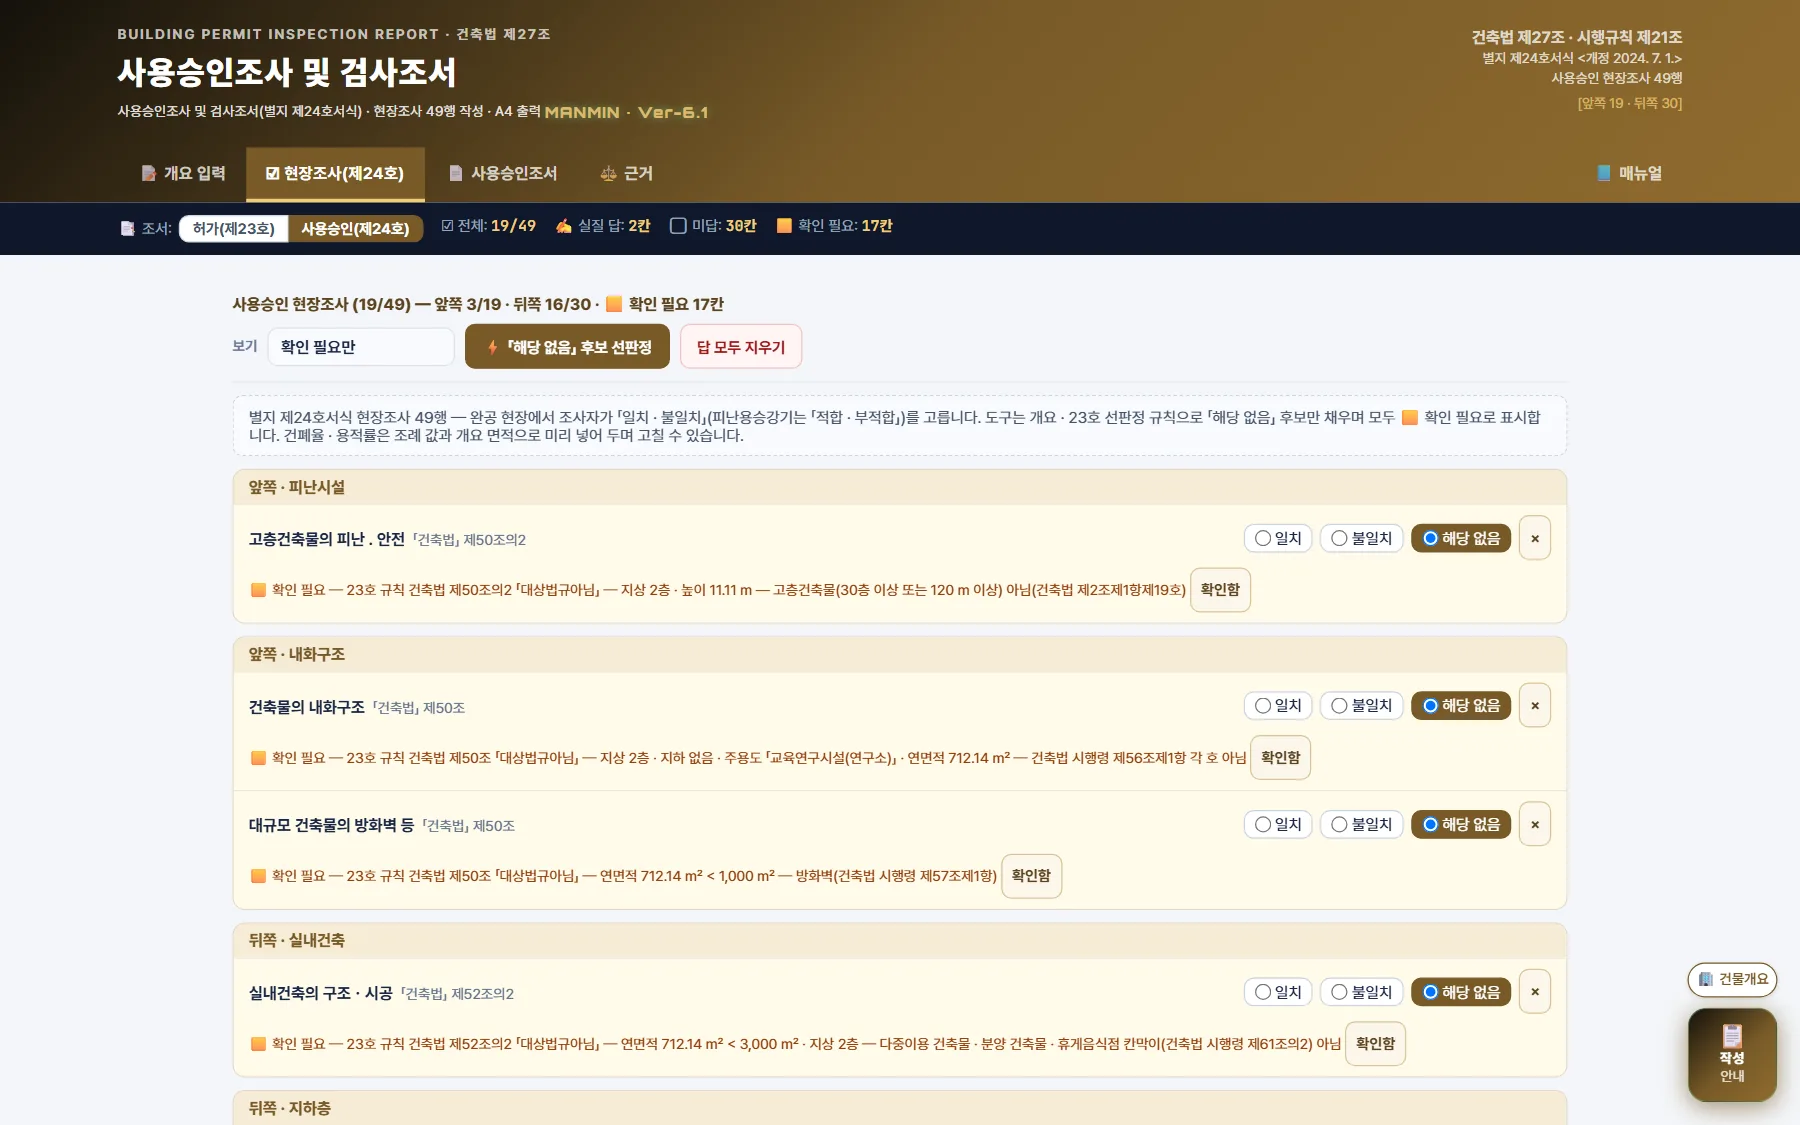 BUILDING PERMIT INSPECTION REPORT · 건축법 제27조
사용승인조사 및 검사조서
사용승인조사 및 검사조서(별지 제24호서식) · 현장조사 49행 작성 · A4 출력 MANMIN · Ver-6.1
건축법 제27조 · 시행규칙 제21조
별지 제24호서식 <개정 2024. 7. 1.>
사용승인 현장조사 49행
[앞쪽 19 · 뒤쪽 30]
개요 입력
현장조사(제24호)
사용승인조서
근거
매뉴얼
조서: 허가(제23호) 사용승인(제24호) 전체: 19/49 실질 답: 2칸 미답: 30칸 확인 필요: 17칸
사용승인 현장조사 (19/49) — 앞쪽 3/19 · 뒤쪽 16/30 · 확인 필요 17칸
보기 확인 필요만 「해당 없음」 후보 선판정 답 모두 지우기
별지 제24호서식 현장조사 49행 — 완공 현장에서 조사자가 「일치 · 불일치」(피난용승강기는 「적합 · 부적합」)를 고릅니다. 도구는 개요 · 23호 선판정 규칙으로 「해당 없음」 후보만 채우며 모두 확인 필요로 표시합
니다. 건폐율 · 용적률은 조례 값과 개요 면적으로 미리 넣어 두며 고칠 수 있습니다.
앞쪽 · 피난시설
고층건축물의 피난 . 안전 「건축법」 제50조의2 일치 불일치 해당 없음 ×
확인 필요 — 23호 규칙 건축법 제50조의2 「대상법규아님」 — 지상 2층 · 높이 11.11 m — 고층건축물(30층 이상 또는 120 m 이상) 아님(건축법 제2조제1항제19호) 확인함
앞쪽 · 내화구조
건축물의 내화구조 「건축법」 제50조 일치 불일치 해당 없음 ×
확인 필요 — 23호 규칙 건축법 제50조 「대상법규아님」 — 지상 2층 · 지하 없음 · 주용도 「교육연구시설(연구소)」 · 연면적 712.14 m² — 건축법 시행령 제56조제1항 각 호 아님 확인함
대규모 건축물의 방화벽 등 「건축법」 제50조 일치 불일치 해당 없음 ×
확인 필요 — 23호 규칙 건축법 제50조 「대상법규아님」 — 연면적 712.14 m² < 1,000 m² — 방화벽(건축법 시행령 제57조제1항) 확인함
뒤쪽 · 실내건축
실내건축의 구조 · 시공 「건축법」 제52조의2 일치 불일치 해당 없음 ×
확인 필요 — 23호 규칙 건축법 제52조의2 「대상법규아님」 — 연면적 712.14 m² < 3,000 m² · 지상 2층 — 다중이용 건축물 · 분양 건축물 · 휴게음식점 칸막이(건축법 시행령 제61조의2) 아님 확인함
뒤쪽 · 지하층
건물개요
작성
안내